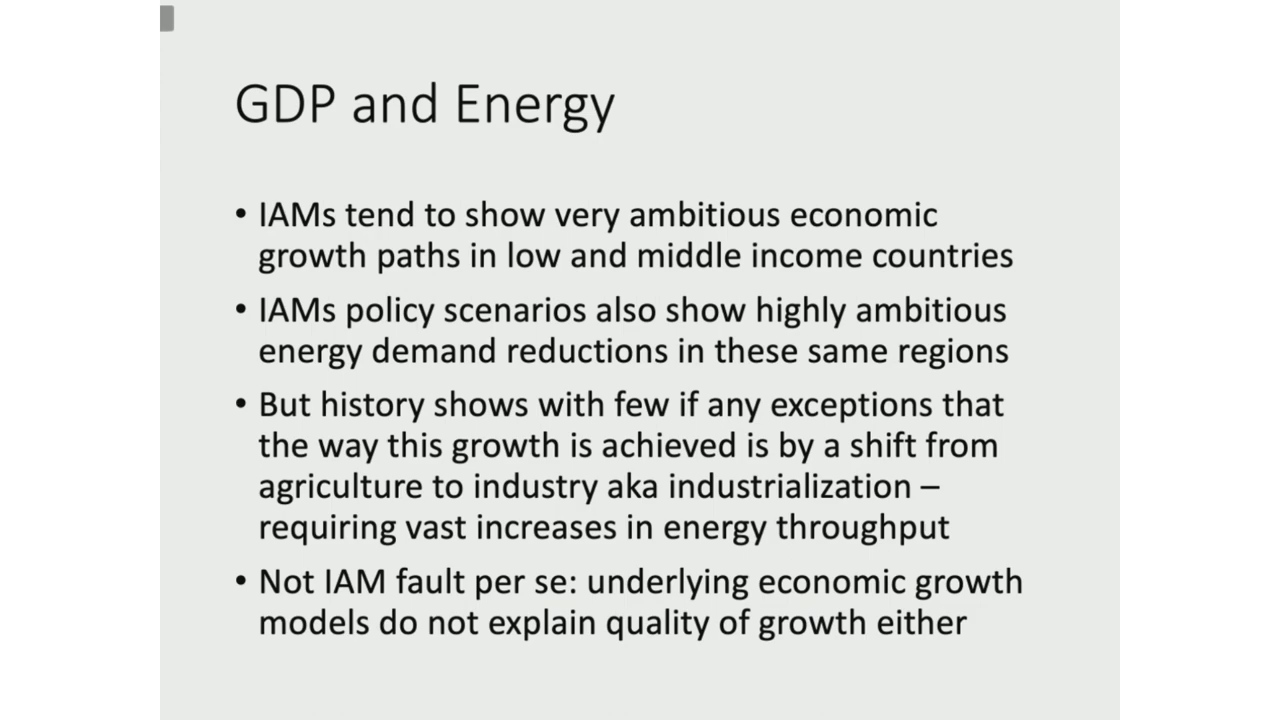 GDP and Energy
• IAMs tend to show very ambitious economic
growth paths in low and middle income countries
• IAMs policy scenarios also show highly ambitious
energy demand reductions in these same regions
• But history shows with few if any exceptions that
the way this growth is achieved is by a shift from
agriculture to industry aka industrialization –
requiring vast increases in energy throughput
• Not IAM fault per se: underlying economic growth
models do not explain quality of growth either